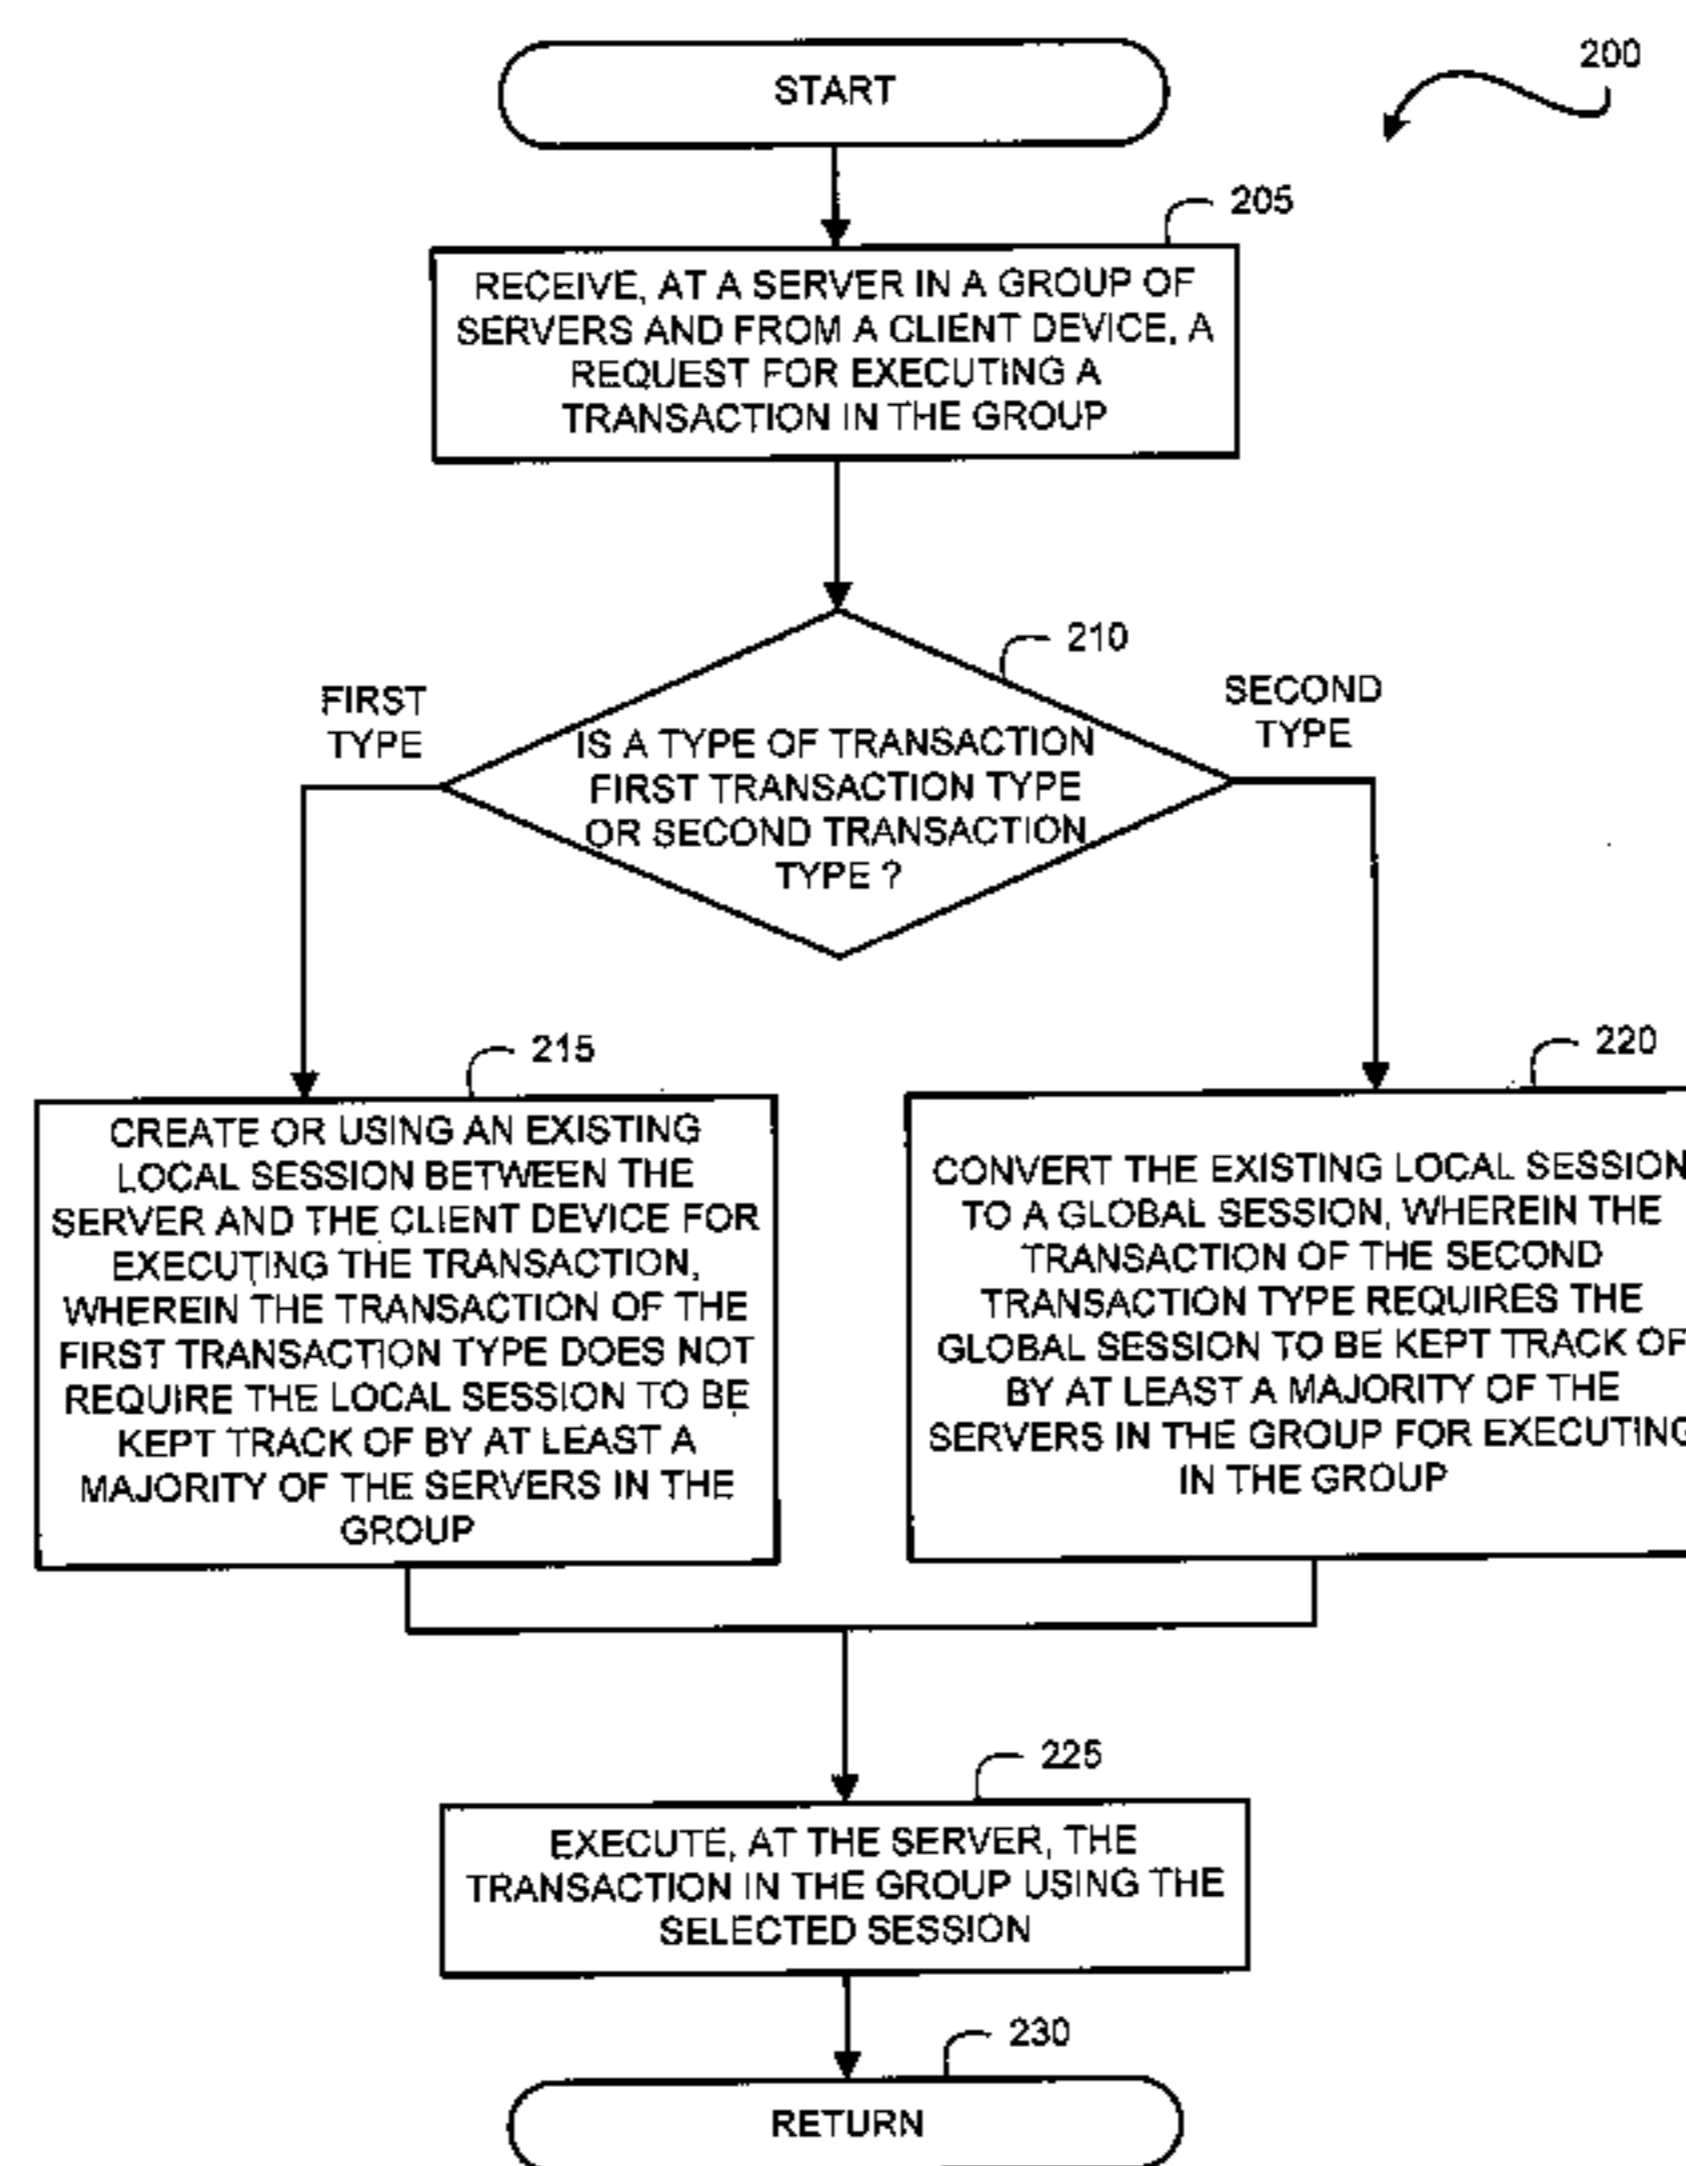 START
200
205
RECEIVE, AT A SERVER IN A GROUP OF
SERVERS AND FROM A CLIENT DEVICE, A
REQUEST FOR EXECUTING A
TRANSACTION IN THE GROUP
210
FIRST
TYPE
SECOND
TYPE
IS A TYPE OF TRANSACTION
FIRST TRANSACTION TYPE
OR SECOND TRANSACTION
TYPE ?
215
CREATE OR USING AN EXISTING
LOCAL SESSION BETWEEN THE
SERVER AND THE CLIENT DEVICE FOR
EXECUTING THE TRANSACTION,
WHEREIN THE TRANSACTION OF THE
FIRST TRANSACTION TYPE DOES NOT
REQUIRE THE LOCAL SESSION TO BE
KEPT TRACK OF BY AT LEAST A
MAJORITY OF THE SERVERS IN THE
GROUP
220
CONVERT THE EXISTING LOCAL SESSION
TO A GLOBAL SESSION, WHEREIN THE
TRANSACTION OF THE SECOND
TRANSACTION TYPE REQUIRES THE
GLOBAL SESSION TO BE KEPT TRACK OF
BY AT LEAST A MAJORITY OF THE
SERVERS IN THE GROUP FOR EXECUTING
IN THE GROUP
225
EXECUTE, AT THE SERVER, THE
TRANSACTION IN THE GROUP USING THE
SELECTED SESSION
230
RETURN